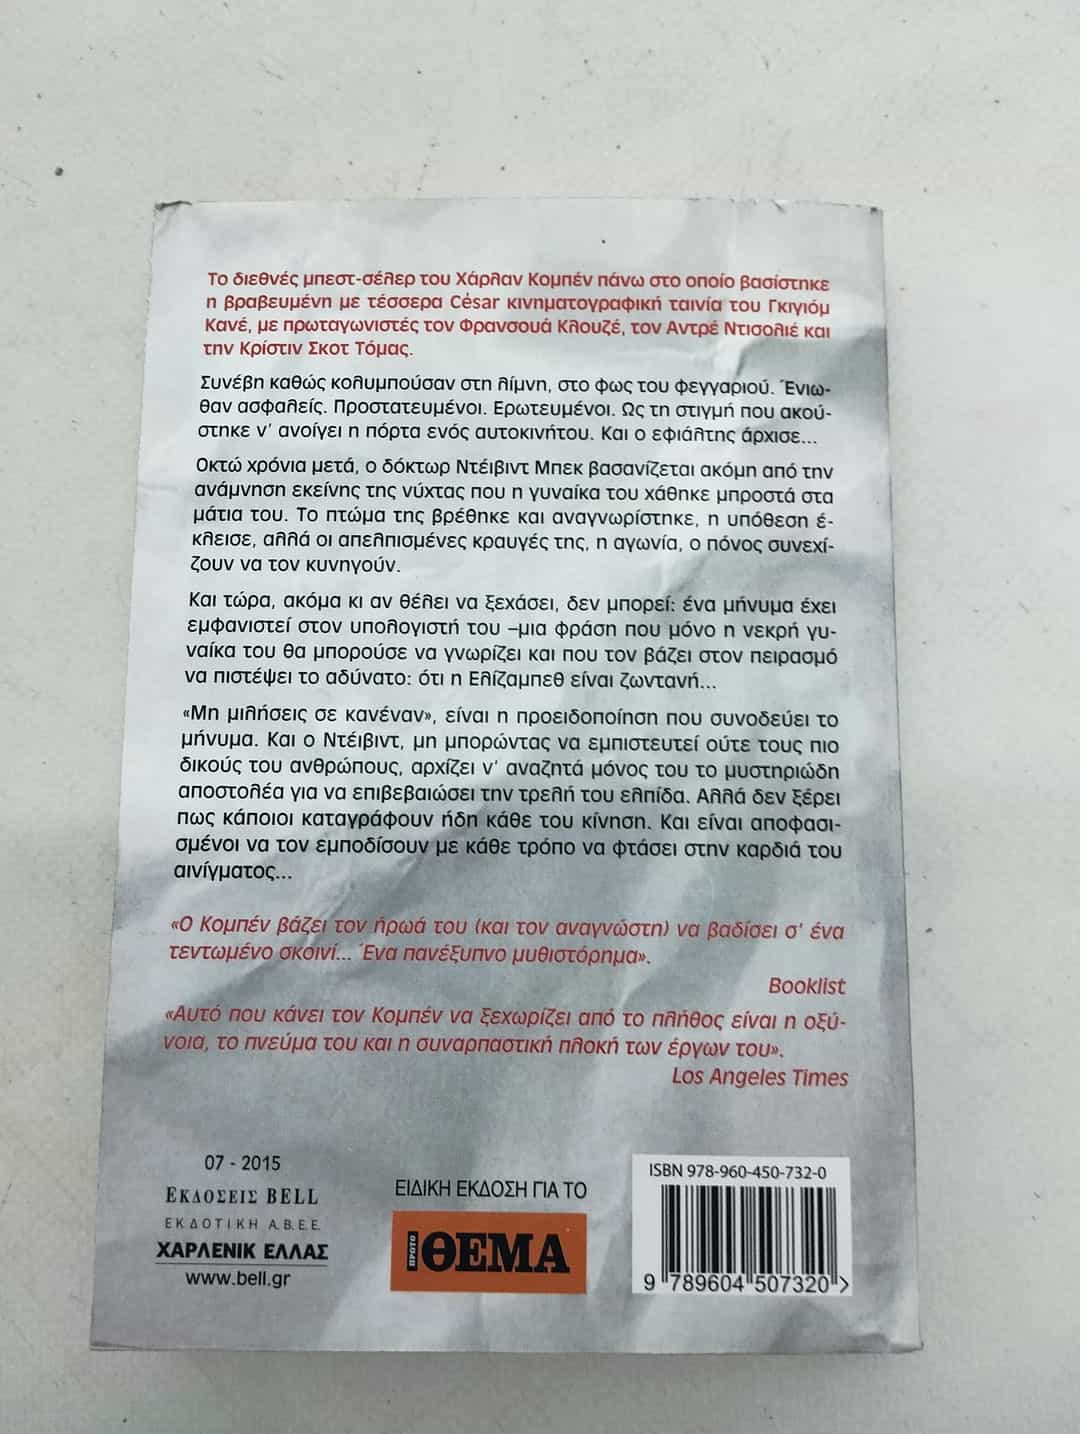 Το διεθνές μπεστ-σέλερ του Χάρλαν Κομπέν πάνω στο οποίο βασίστηκε
η βραβευμένη με τέσσερα César κινηματογραφική ταινία του Γκιγιόμ
Κανέ, με πρωταγωνιστές τον Φρανσουά Κλουζέ, τον Αντρέ Ντισολιέ και
την Κρίστιν Σκοτ Τόμας.
Συνέβη καθώς κολυμπούσαν στη λίμνη, στο φως του φεγγαριού. Ένιω-
θαν ασφαλείς. Προστατευμένοι. Ερωτευμένοι. Ως τη στιγμή που ακού-
στηκε ν' ανοίγει η πόρτα ενός αυτοκινήτου. Και ο εφιάλτης άρχισε...
Οκτώ χρόνια μετά, ο δόκτωρ Ντέιβιντ Μπεκ βασανίζεται ακόμη από την
ανάμνηση εκείνης της νύχτας που η γυναίκα του χάθηκε μπροστά στα
μάτια του. Το πτώμα της βρέθηκε και αναγνωρίστηκε, η υπόθεση έ-
κλεισε, αλλά οι απελπισμένες κραυγές της, η αγωνία, ο πόνος συνεχί-
ζουν να τον κυνηγούν.
Και τώρα, ακόμα κι αν θέλει να ξεχάσει, δεν μπορεί: ένα μήνυμα έχει
εμφανιστεί στον υπολογιστή του –μια φράση που μόνο η νεκρή γυ-
ναίκα του θα μπορούσε να γνωρίζει και που τον βάζει στον πειρασμό
να πιστέψει το αδύνατο: ότι η Ελίζαμπεθ είναι ζωντανή...
«Μη μιλήσεις σε κανέναν», είναι η προειδοποίηση που συνοδεύει το
μήνυμα. Και ο Ντέιβιντ, μη μπορώντας να εμπιστευτεί ούτε τους πιο
δικούς του ανθρώπους, αρχίζει ν' αναζητά μόνος του το μυστηριώδη
αποστολέα για να επιβεβαιώσει την τρελή του ελπίδα. Αλλά δεν ξέρει
πως κάποιοι καταγράφουν ήδη κάθε του κίνηση. Και είναι αποφασι-
σμένοι να τον εμποδίσουν με κάθε τρόπο να φτάσει στην καρδιά του
αινίγματος...
«Ο Κομπέν βάζει τον ήρωά του (και τον αναγνώστη) να βαδίσει σ' ένα
τεντωμένο σκοινί... Ένα πανέξυπνο μυθιστόρημα».
Booklist
«Αυτό που κάνει τον Κομπέν να ξεχωρίζει από το πλήθος είναι η οξύ-
νοια, το πνεύμα του και η συναρπαστική πλοκή των έργων του».
Los Angeles Times
07 - 2015
ΕΚΔΟΣΕΙΣ BELL
ΕΚΔΟΤΙΚΗ Α.Β.Ε.Ε.
ΧΑΡΛΕΝΙΚ ΕΛΛΑΣ
www.bell.gr
ΕΙΔΙΚΗ ΕΚΔΟΣΗ ΓΙΑ ΤΟ
ΠΡΩΤΟ ΘΕΜΑ
ISBN 978-960-450-732-0
9 789604 507320 >